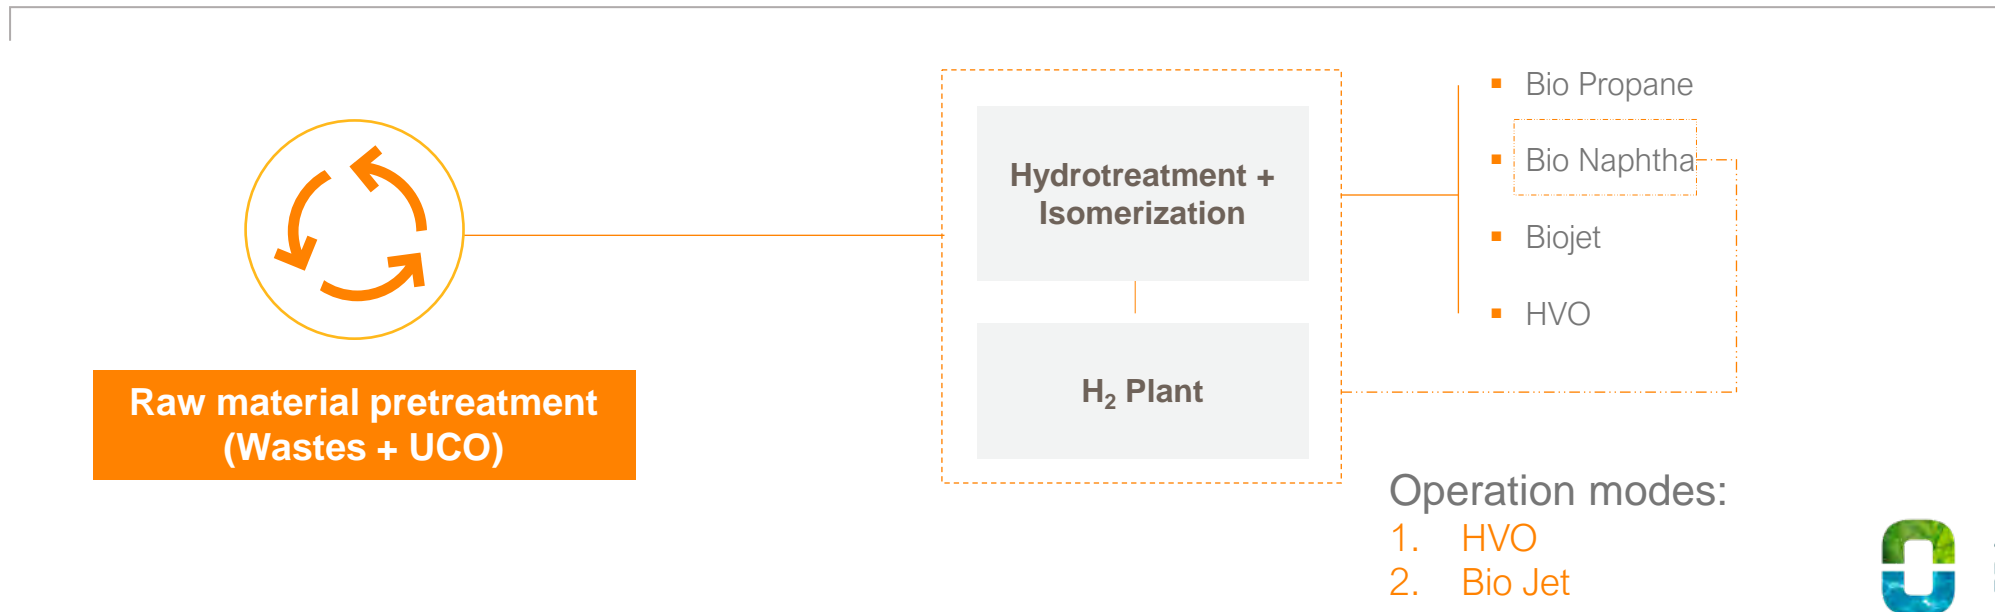 Raw material pretreatment
(Wastes + UCO)
Hydrotreatment +
Isomerization
H₂ Plant
▪ Bio Propane
▪ Bio Naphtha
▪ Biojet
▪ HVO
Operation modes:
1. HVO
2. Bio Jet